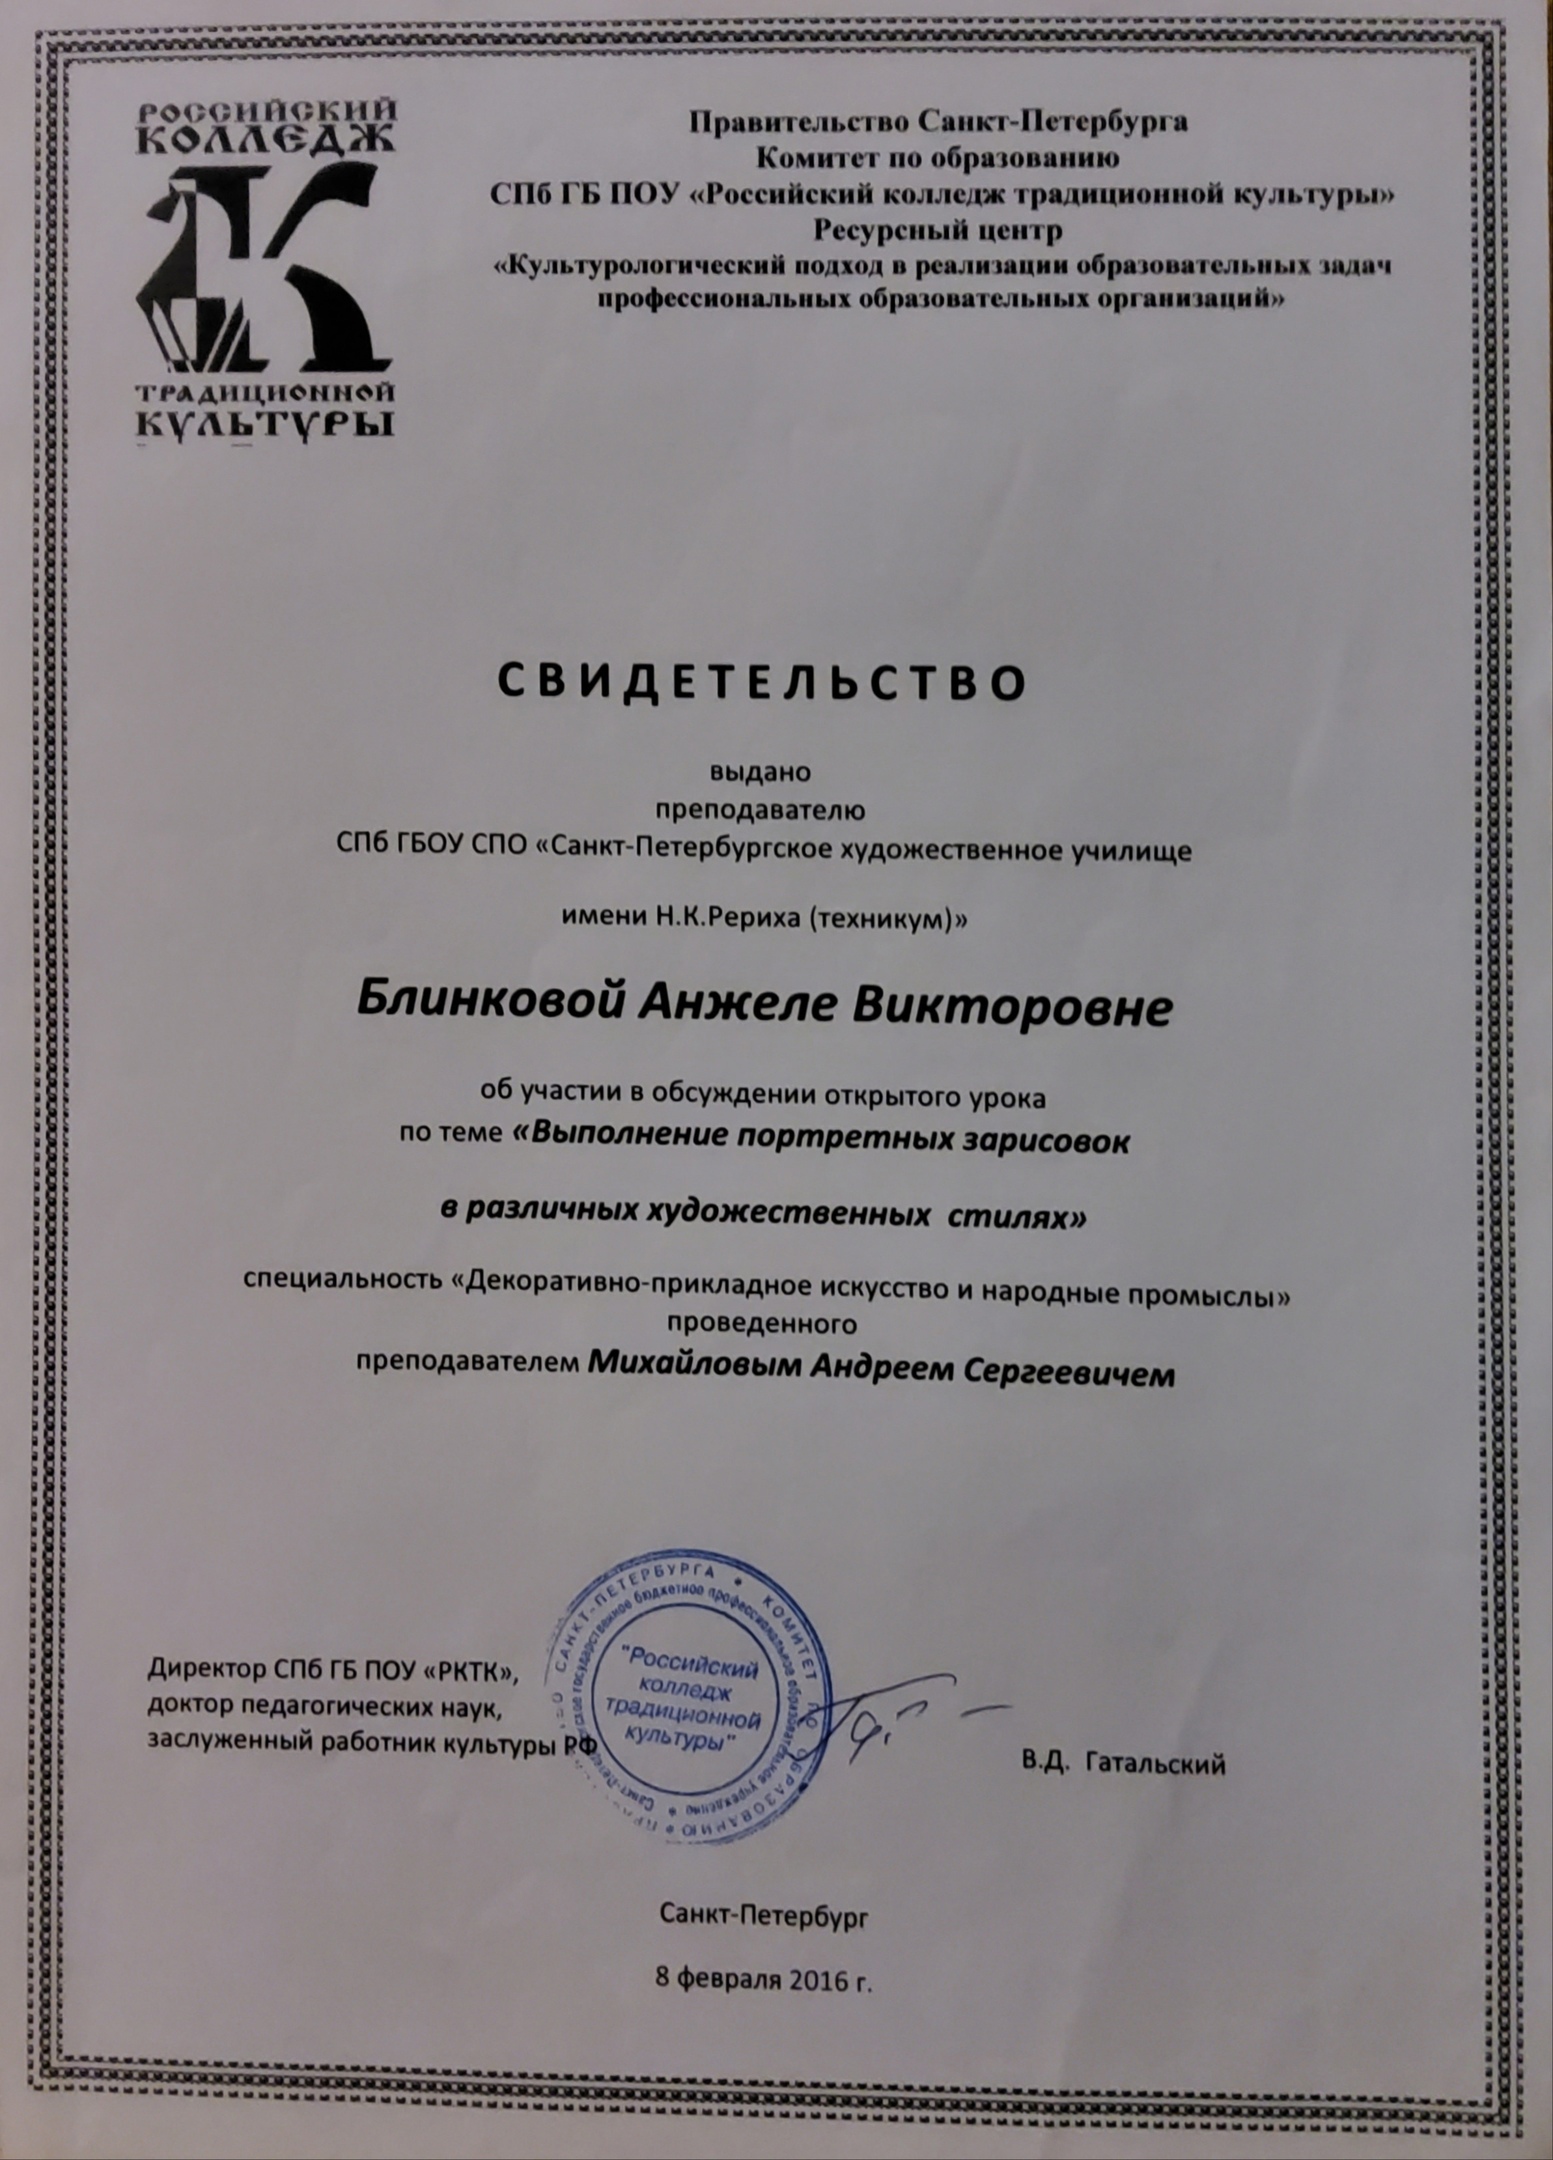 РОССИЙСКИЙ
КОЛЛЕДЖ
ТРАДИЦИОННОЙ
КУЛЬТУРЫ
Правительство Санкт-Петербурга
Комитет по образованию
СПб ГБ ПОУ «Российский колледж традиционной культуры»
Ресурсный центр
«Культурологический подход в реализации образовательных задач
профессиональных образовательных организаций»
СВИДЕТЕЛЬСТВО
выдано
преподавателю
СПб ГБОУ СПО «Санкт-Петербургское художественное училище
имени Н.К.Рериха (техникум)»
Блинковой Анжеле Викторовне
об участии в обсуждении открытого урока
по теме «Выполнение портретных зарисовок
в различных художественных стилях»
специальность «Декоративно-прикладное искусство и народные промыслы»
проведенного
преподавателем Михайловым Андреем Сергеевичем
Директор СПб ГБ ПОУ «РКТК»,
доктор педагогических наук,
заслуженный работник культуры РФ
САНКТ-ПЕТЕРБУРГА * КОМИТЕТ ПО ОБРАЗОВАНИЮ *
государственное бюджетное профессиональное образовательное учреждение * Санкт-
"Российский
колледж
традиционной
культуры"
В.Д. Гатальский
Санкт-Петербург
8 февраля 2016 г.